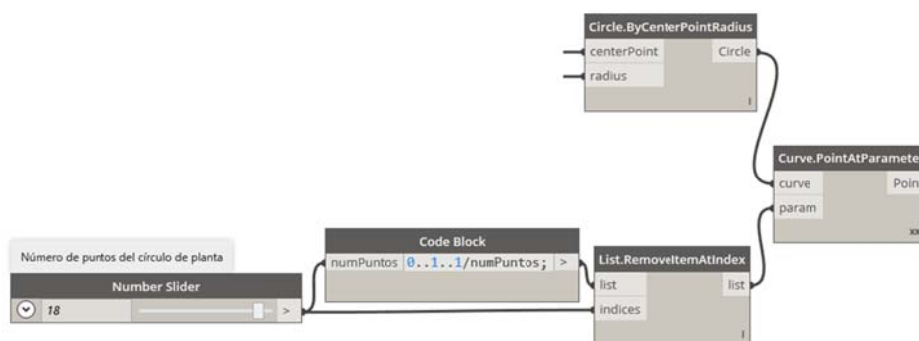 Circle.ByCenterPointRadius
centerPoint Circle
radius
Curve.PointAtParamete
curve Poin
param
Número de puntos del círculo de planta
Number Slider
18 >
Code Block
numPuntos 0..1..1/numPuntos; >
List.RemoveItemAtIndex
list list
indices